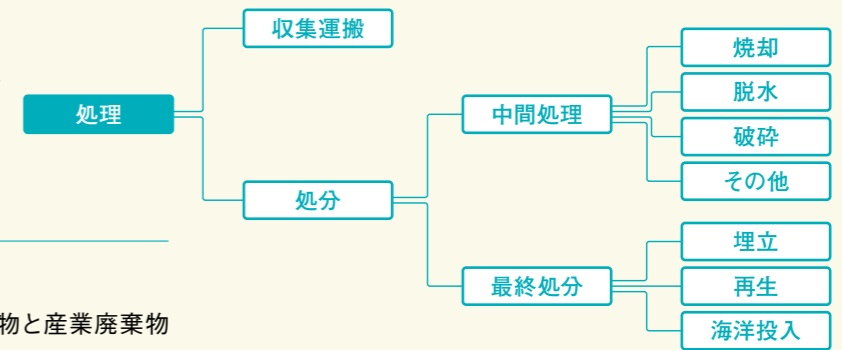 処理
収集運搬
処分
中間処理
焼却
脱水
破砕
その他
最終処分
埋立
再生
海洋投入
物と産業廃棄物